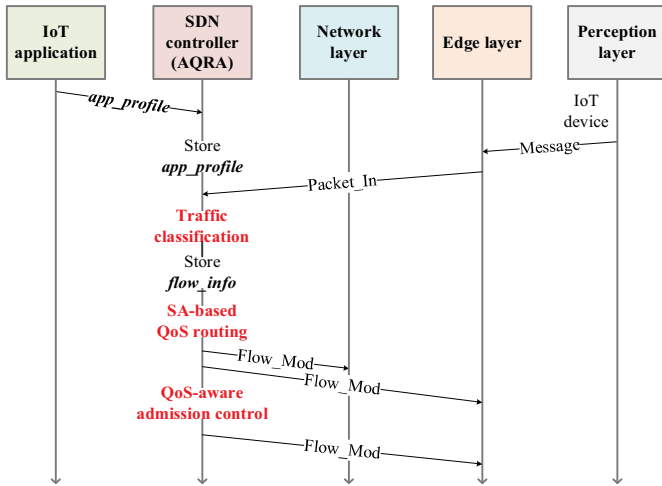 IoT
application
SDN
controller
(AQRA)
Network
layer
Edge layer
Perception
layer
app_profile
IoT
device
Message
Store
app_profile
Packet_In
Traffic
classification
Store
flow_info
SA-based
QoS routing
Flow_Mod
Flow_Mod
QoS-aware
admission control
Flow_Mod